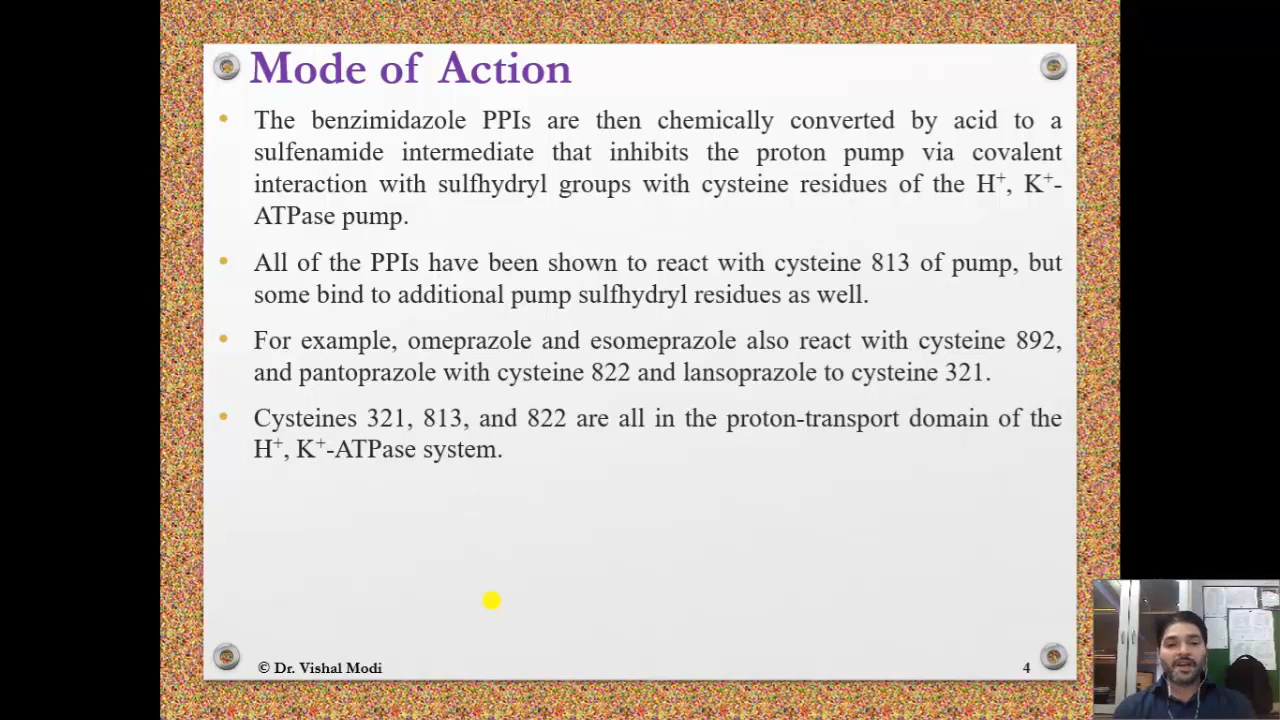 Mode of Action
• The benzimidazole PPIs are then chemically converted by acid to a
sulfenamide intermediate that inhibits the proton pump via covalent
interaction with sulfhydryl groups with cysteine residues of the H⁺, K⁺-
ATPase pump.
• All of the PPIs have been shown to react with cysteine 813 of pump, but
some bind to additional pump sulfhydryl residues as well.
• For example, omeprazole and esomeprazole also react with cysteine 892,
and pantoprazole with cysteine 822 and lansoprazole to cysteine 321.
• Cysteines 321, 813, and 822 are all in the proton-transport domain of the
H⁺, K⁺-ATPase system.
© Dr. Vishal Modi
4